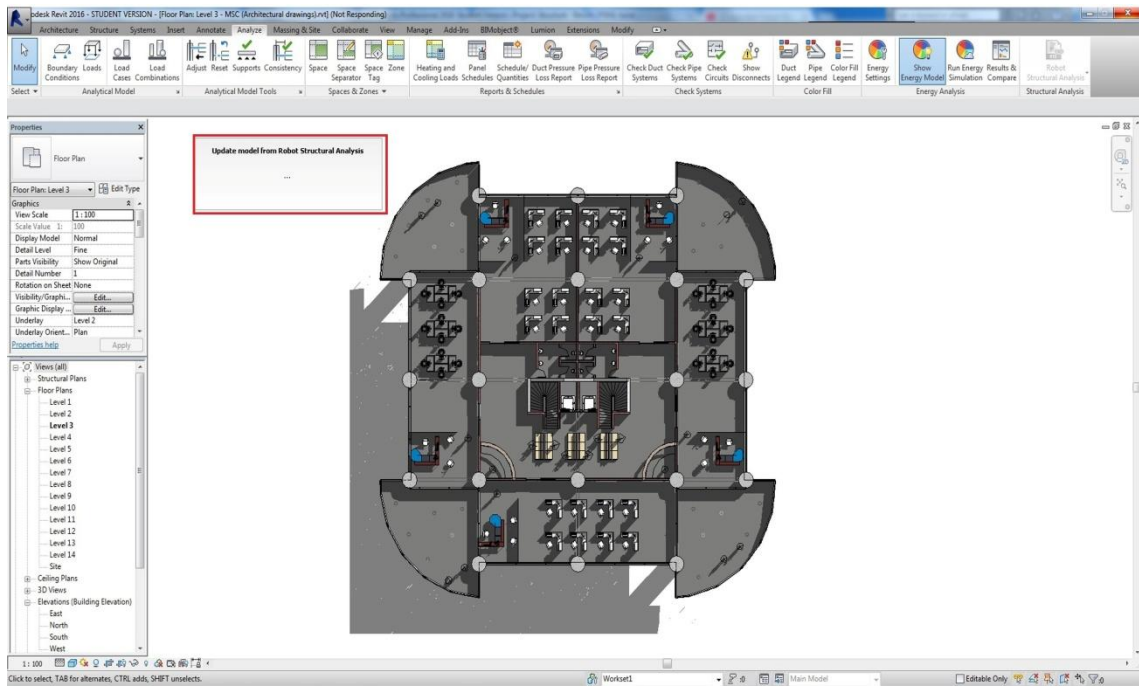 odesk Revit 2016 - STUDENT VERSION - [Floor Plan: Level 3 - MSC (Architectural drawings).rvt] (Not Responding)
Architecture Structure Systems Insert Annotate Analyze Massing & Site Collaborate View Manage Add-Ins BIMobject® Lumion Extensions Modify
Modify Boundary Conditions Loads Load Cases Load Combinations Adjust Reset Supports Consistency Space Space Separator Space Tag Zone Heating and Cooling Loads Panel Schedules Schedule/ Quantities Duct Pressure Loss Report Pipe Pressure Loss Report Check Duct Systems Check Pipe Systems Check Circuits Show Disconnects Duct Legend Pipe Legend Color Fill Legend Energy Settings Show Energy Model Run Energy Simulation Results & Compare Robot Structural Analysis
Select Analytical Model Analytical Model Tools Spaces & Zones Reports & Schedules Check Systems Color Fill Energy Analysis Structural Analysis
Properties
Floor Plan
Floor Plan: Level 3 Edit Type
Graphics
View Scale 1 : 100
Scale Value 1: 100
Display Model Normal
Detail Level Fine
Parts Visibility Show Original
Detail Number 1
Rotation on Sheet None
Visibility/Graphi... Edit...
Graphic Display ... Edit...
Underlay Level 2
Underlay Orient... Plan
Properties help Apply
Update model from Robot Structural Analysis
...
Views (all)
Structural Plans
Floor Plans
Level 1
Level 2
Level 3
Level 4
Level 5
Level 6
Level 7
Level 8
Level 9
Level 10
Level 11
Level 12
Level 13
Level 14
Site
Ceiling Plans
3D Views
Elevations (Building Elevation)
East
North
South
West
1 : 100
Click to select, TAB for alternates, CTRL adds, SHIFT unselects. Workset1 :0 Main Model Editable Only :0